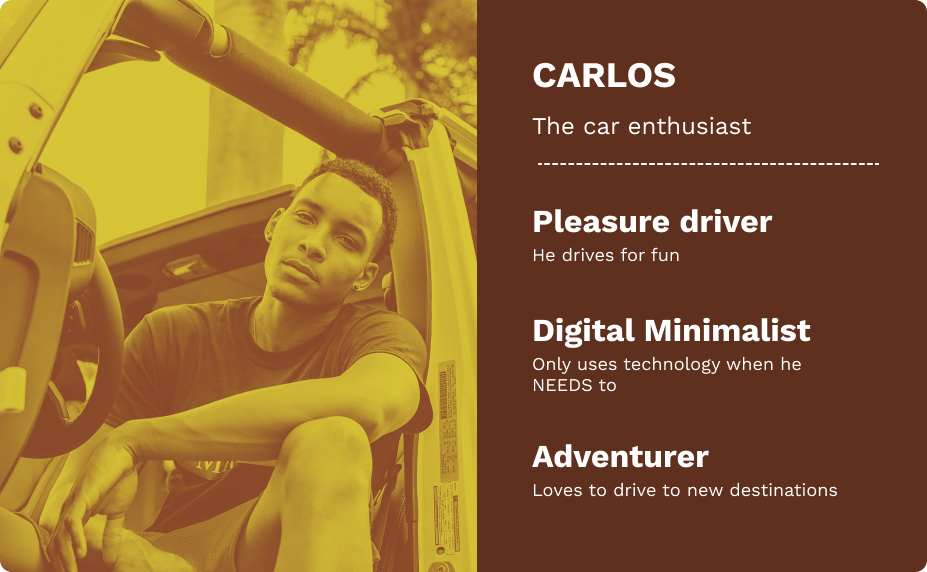 CARLOS
The car enthusiast
Pleasure driver
He drives for fun
Digital Minimalist
Only uses technology when he
NEEDS to
Adventurer
Loves to drive to new destinations